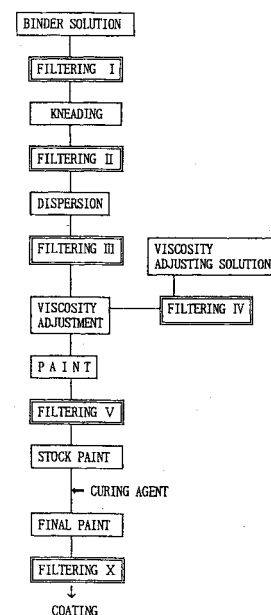 BINDER SOLUTION
FILTERING I
KNEADING
FILTERING II
DISPERSION
FILTERING III
VISCOSITY
ADJUSTING SOLUTION
VISCOSITY
ADJUSTMENT
FILTERING IV
PAINT
FILTERING V
STOCK PAINT
← CURING AGENT
FINAL PAINT
FILTERING X
↓
COATING